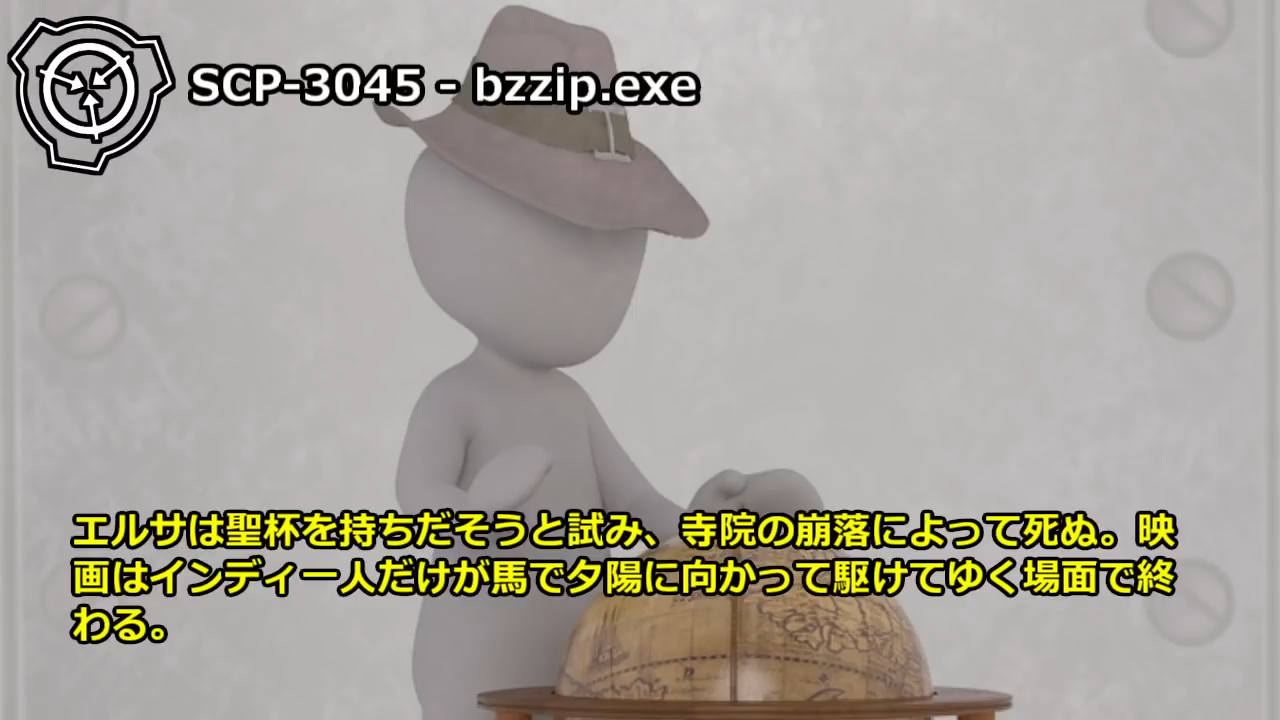 SCP-3045 - bzzip.exe
エルサは聖杯を持ちだそうと試み、寺院の崩落によって死ぬ。映
画はインディー人だけが馬で夕陽に向かって駆けてゆく場面で終
わる。